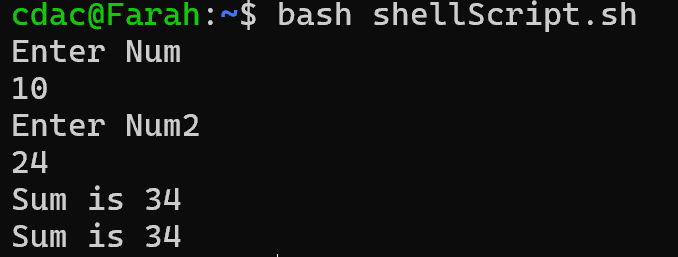 cdac@Farah:~$ bash shellScript.sh
Enter Num
10
Enter Num2
24
Sum is 34
Sum is 34